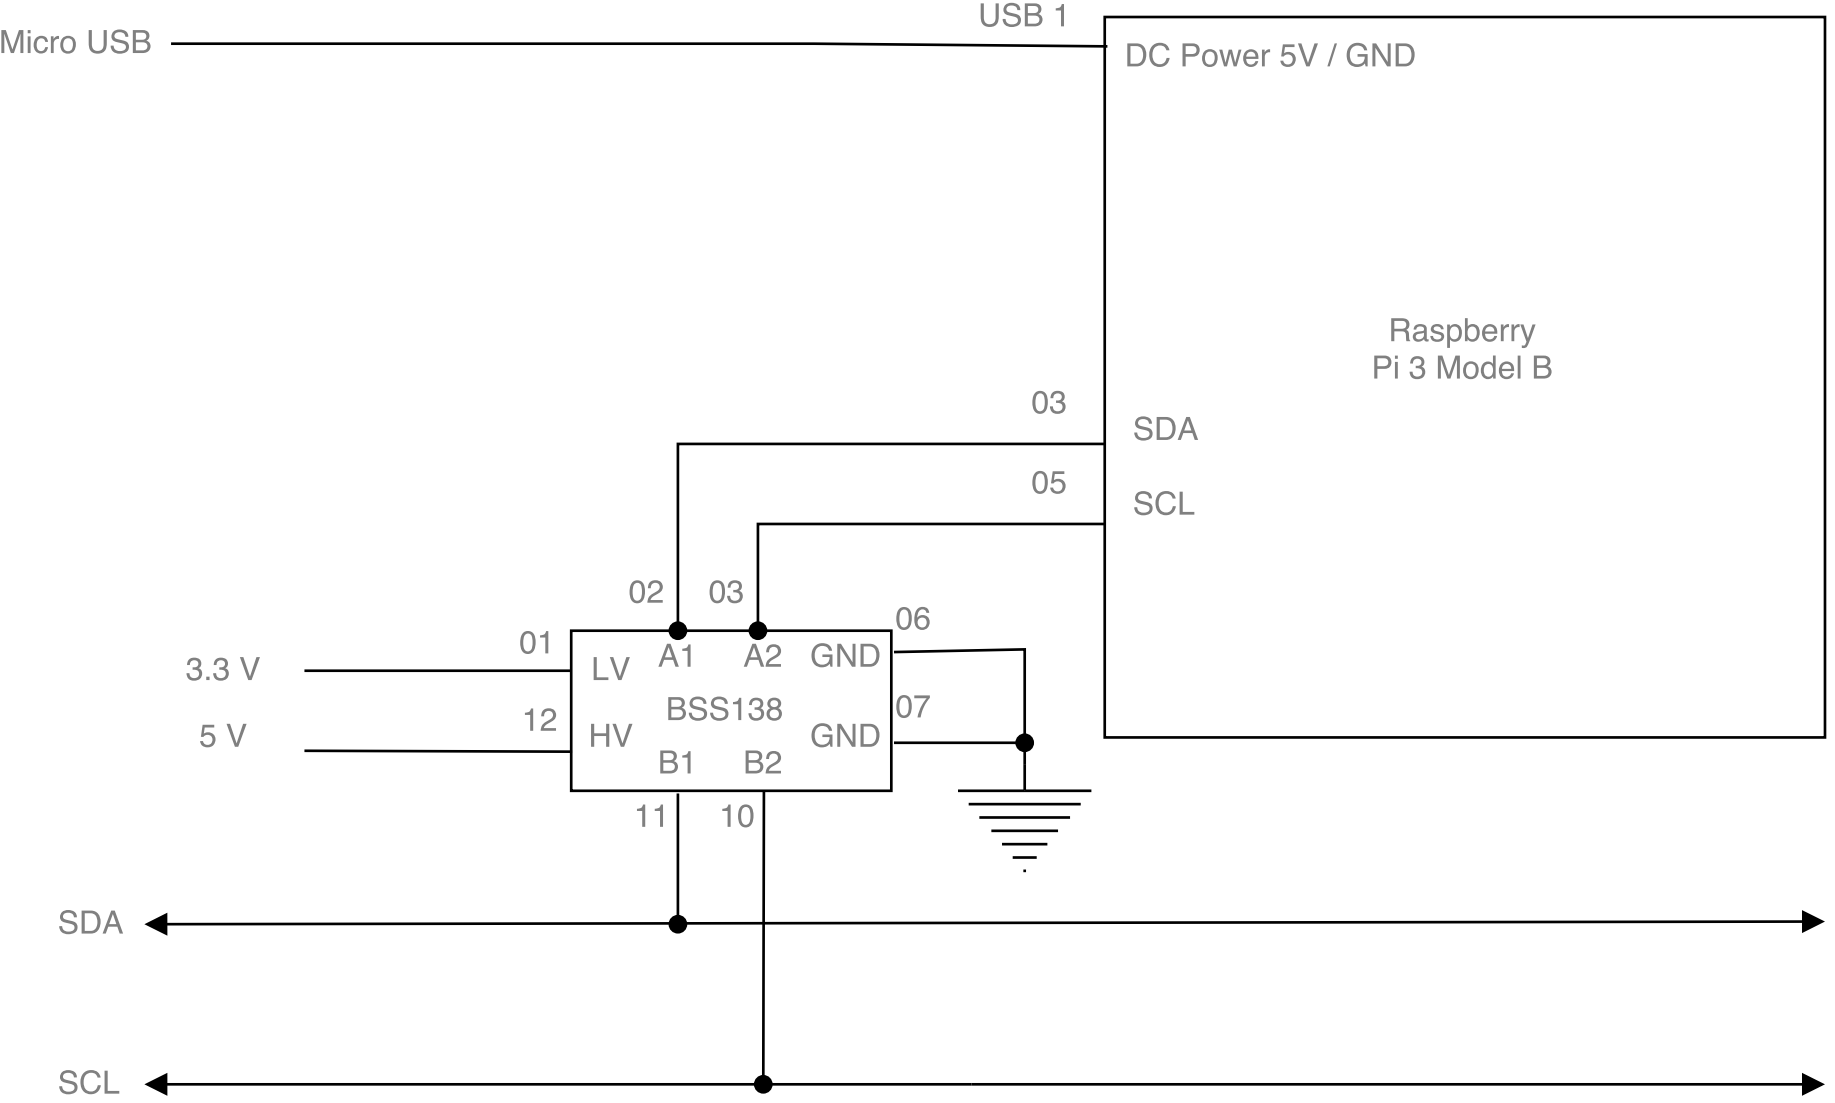 USB 1
Micro USB
DC Power 5V / GND
Raspberry
Pi 3 Model B
03
SDA
05
SCL
02 03
06
01
A1 A2 GND
3.3 V
LV
BSS138
07
12
5 V
HV
GND
B1 B2
11 10
SDA
SCL